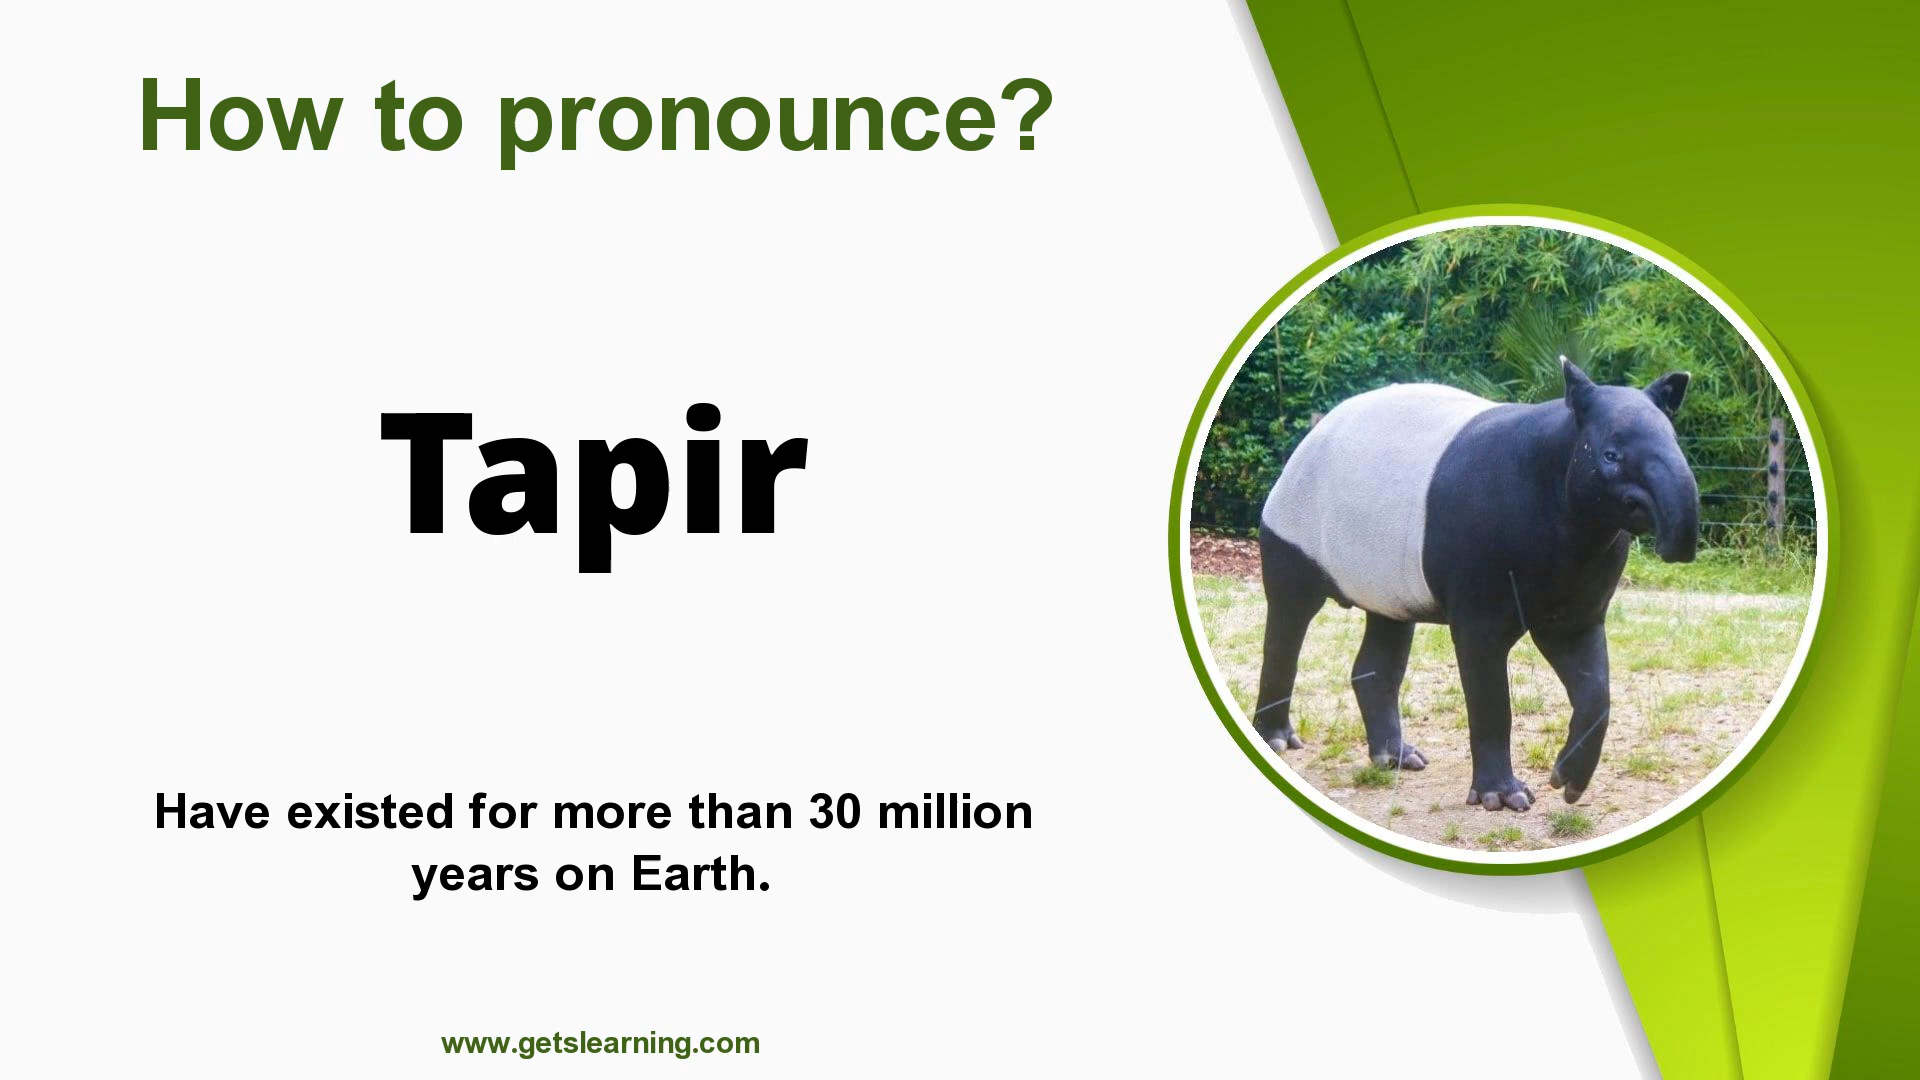 How to pronounce?
Tapir
Have existed for more than 30 million
years on Earth.
www.getslearning.com